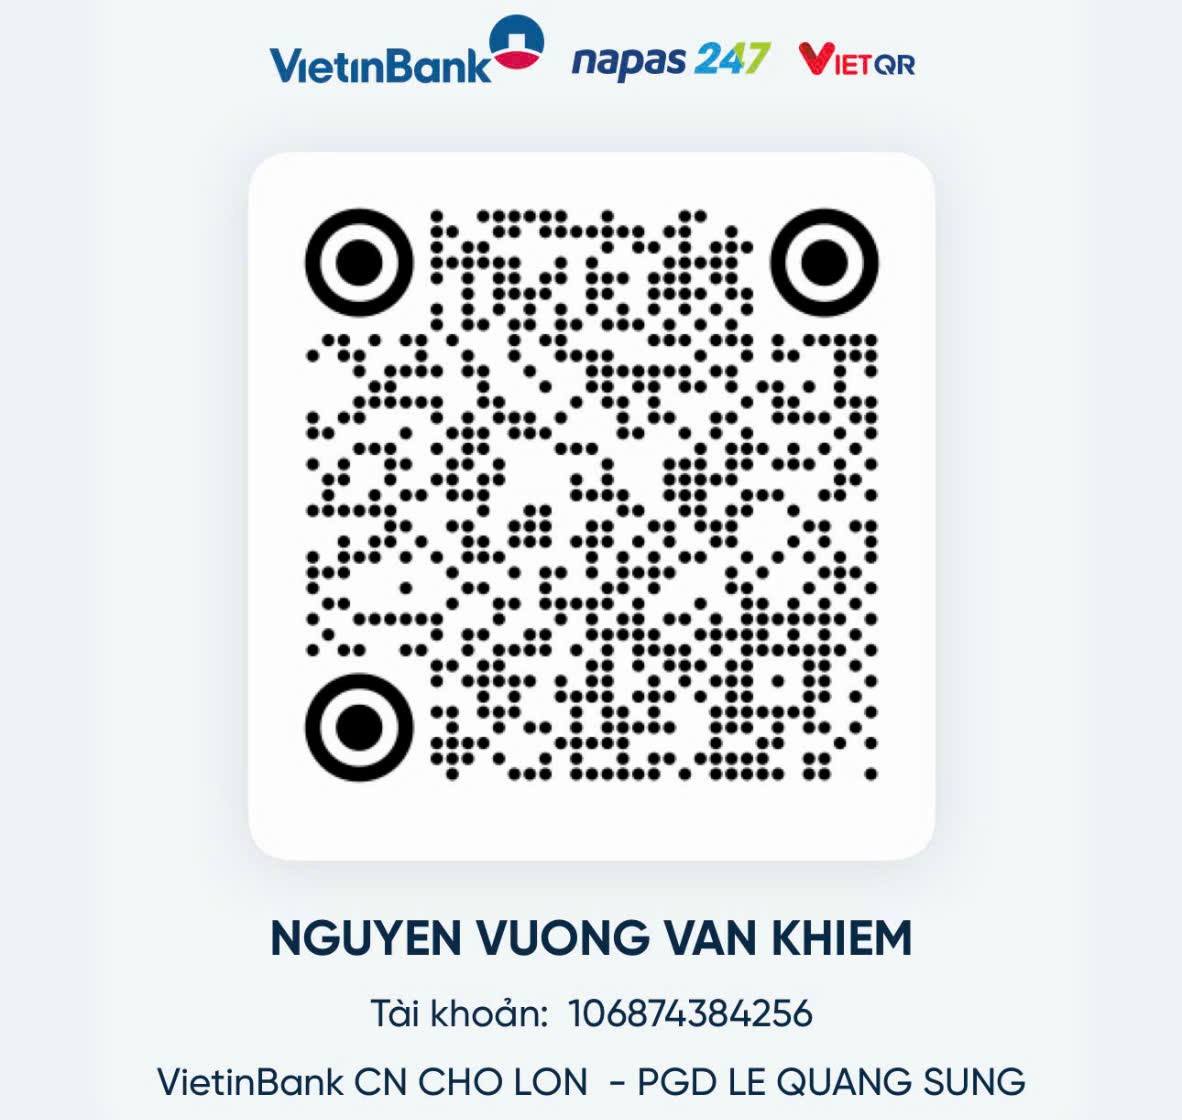 VietinBank napas 247 VIETQR
NGUYEN VUONG VAN KHIEM
Tài khoản: 106874384256
VietinBank CN CHO LON - PGD LE QUANG SUNG